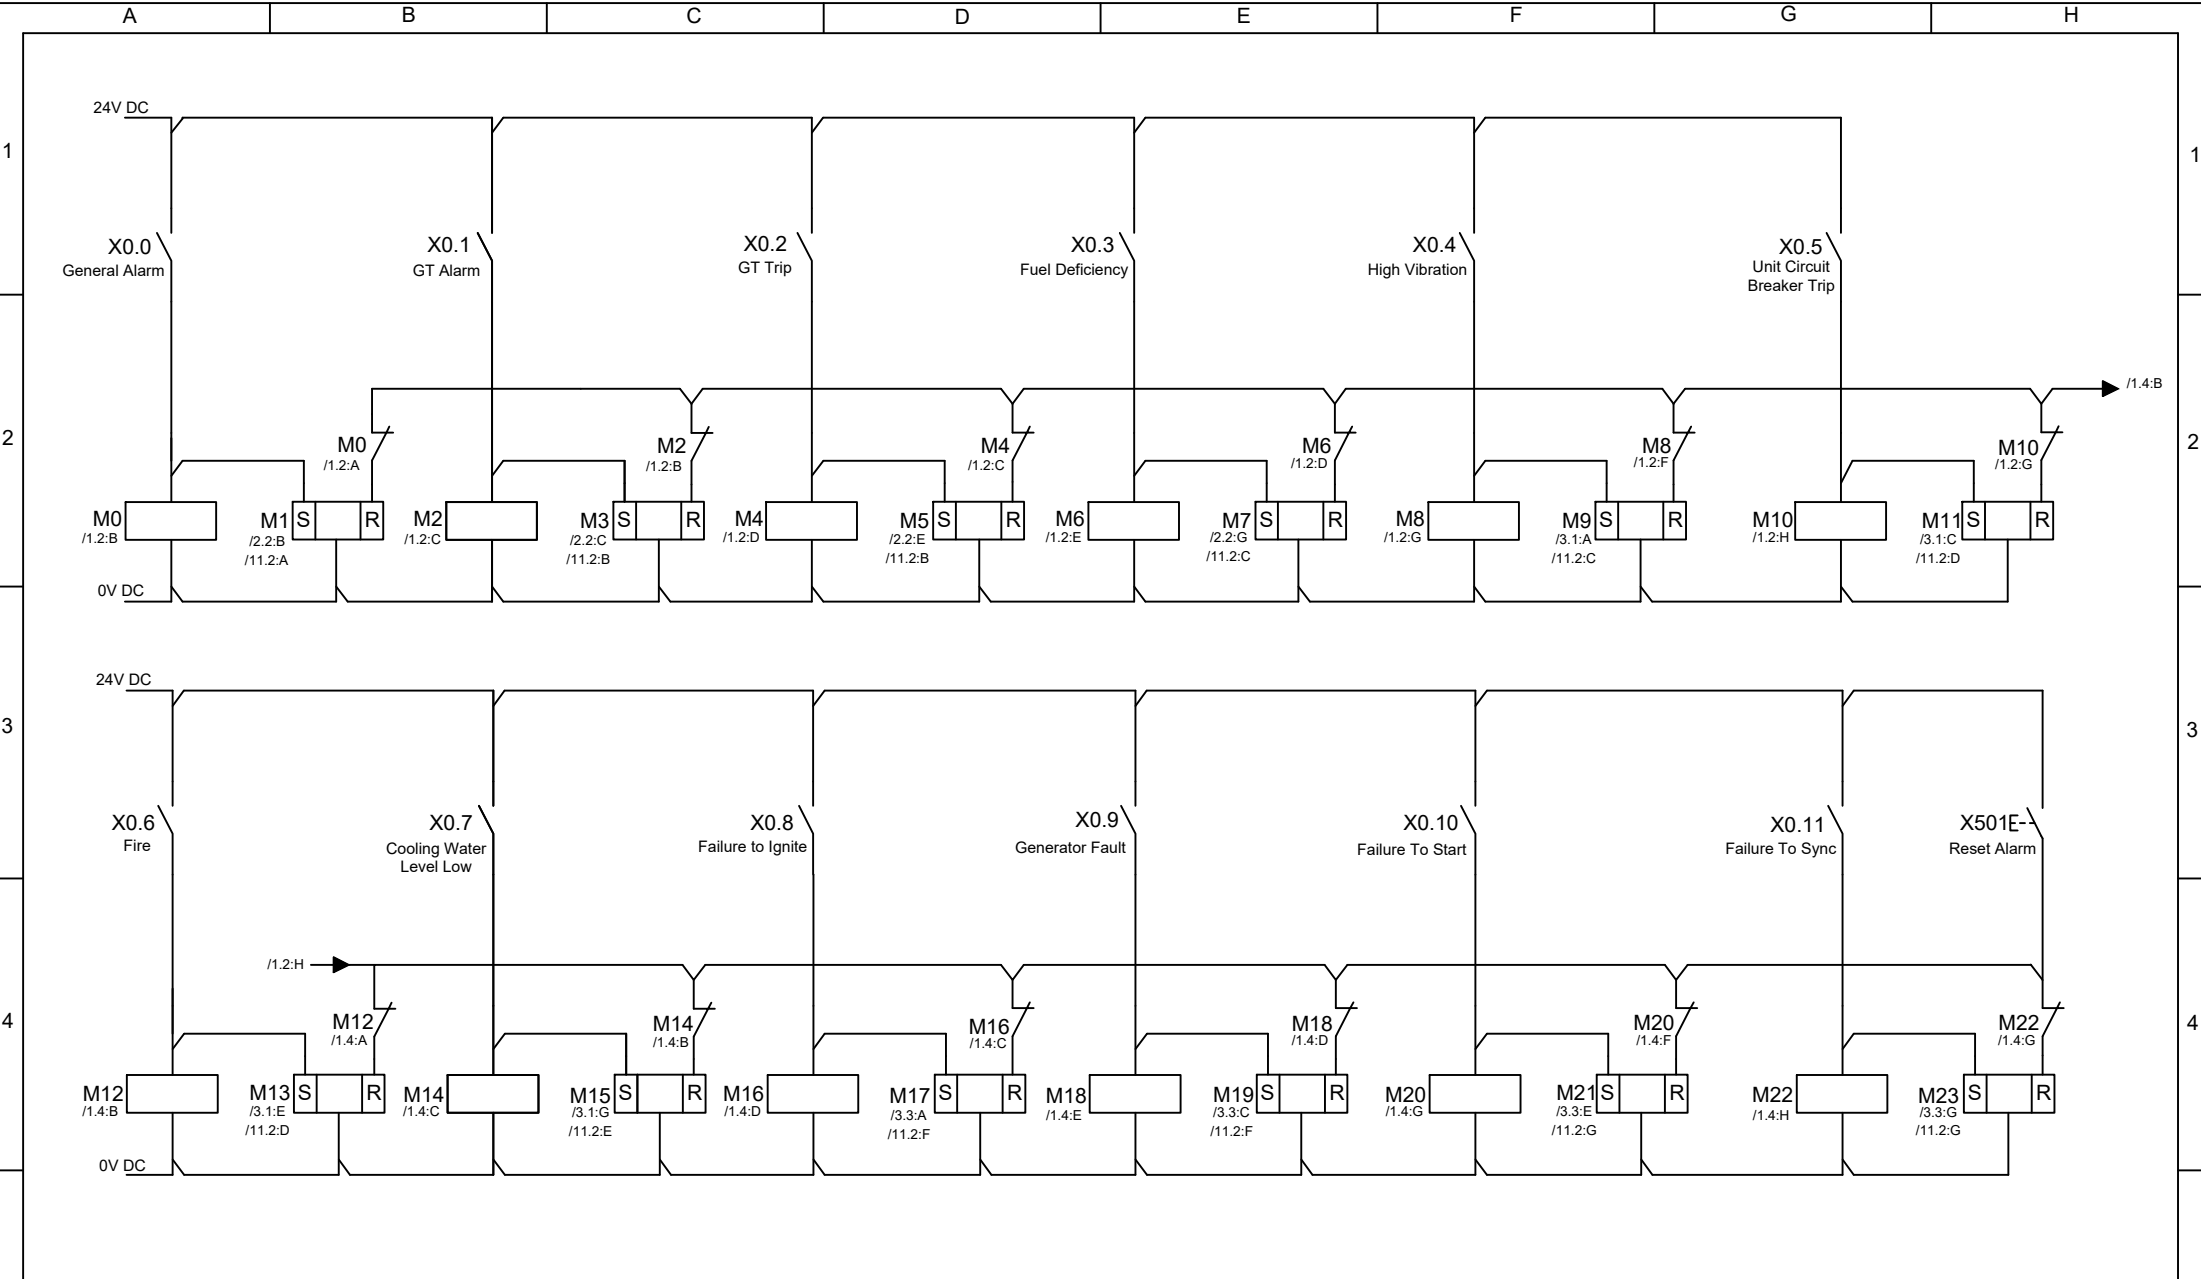 A B C D E F G H
24V DC
1 1
X0.0 X0.1 X0.2 X0.3 X0.4 X0.5
General Alarm GT Alarm GT Trip Fuel Deficiency High Vibration Unit Circuit
Breaker Trip
/1.4:B
2 2
M0 M2 M4 M6 M8 M10
/1.2:A /1.2:B /1.2:C /1.2:D /1.2:F /1.2:G
M0 M1 S R M2 M3 S R M4 M5 S R M6 M7 S R M8 M9 S R M10 M11 S R
/1.2:B /2.2:B /1.2:C /2.2:C /1.2:D /2.2:E /1.2:E /2.2:G /1.2:G /3.1:A /1.2:H /3.1:C
/11.2:A /11.2:B /11.2:B /11.2:C /11.2:C /11.2:D
0V DC
24V DC
3 3
X0.6 X0.7 X0.8 X0.9 X0.10 X0.11 X501E--
Fire Cooling Water Failure to Ignite Generator Fault Failure To Start Failure To Sync Reset Alarm
Level Low
/1.2:H
4 4
M12 M14 M16 M18 M20 M22
/1.4:A /1.4:B /1.4:C /1.4:D /1.4:F /1.4:G
M12 M13 S R M14 M15 S R M16 M17 S R M18 M19 S R M20 M21 S R M22 M23 S R
/1.4:B /3.1:E /1.4:C /3.1:G /1.4:D /3.3:A /1.4:E /3.3:C /1.4:G /3.3:E /1.4:H /3.3:G
/11.2:D /11.2:E /11.2:F /11.2:F /11.2:G /11.2:G
0V DC